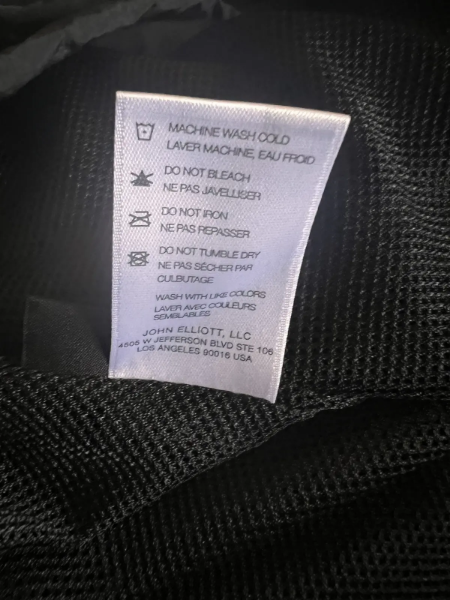 MACHINE WASH COLD
LAVER MACHINE, EAU FROID
DO NOT BLEACH
NE PAS JAVELLISER
DO NOT IRON
NE PAS REPASSER
DO NOT TUMBLE DRY
NE PAS SÉCHER PAR
CULBUTAGE
WASH WITH LIKE COLORS
LAVER AVEC COULEURS
SEMBLABLES
JOHN ELLIOTT, LLC
4505 W JEFFERSON BLVD STE 106
LOS ANGELES 90016 USA